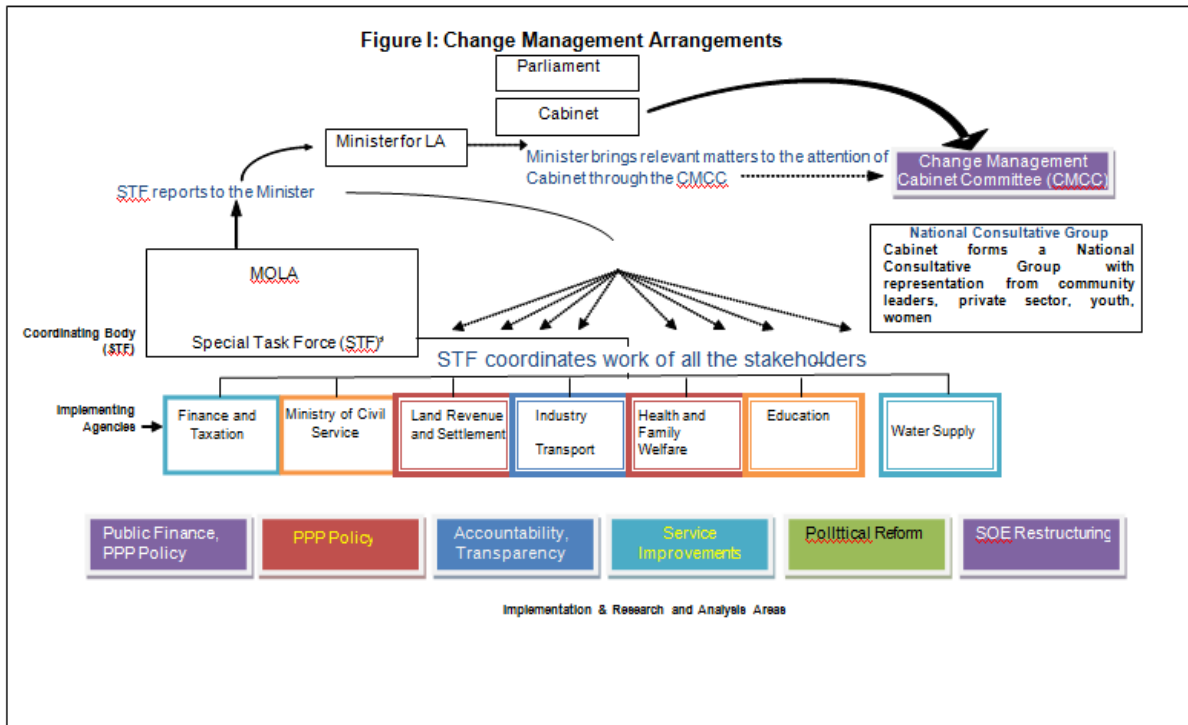 Figure I: Change Management Arrangements
Parliament
Cabinet
Minister for LA
Minister brings relevant matters to the attention of
Cabinet through the CMCC
Change Management
Cabinet Committee (CMCC)
STF reports to the Minister
National Consultative Group
Cabinet forms a National
Consultative Group with
representation from community
leaders, private sector, youth,
women
MOLA
Special Task Force (STF)
Coordinating Body
(STF)
STF coordinates work of all the stakeholders
Implementing
Agencies
Finance and
Taxation
Ministry of Civil
Service
Land Revenue
and Settlement
Industry
Transport
Health and
Family
Welfare
Education
Water Supply
Public Finance,
PPP Policy
PPP Policy
Accountability,
Transparency
Service
Improvements
Polittical Reform
SOE Restructuring
Implementation & Research and Analysis Areas